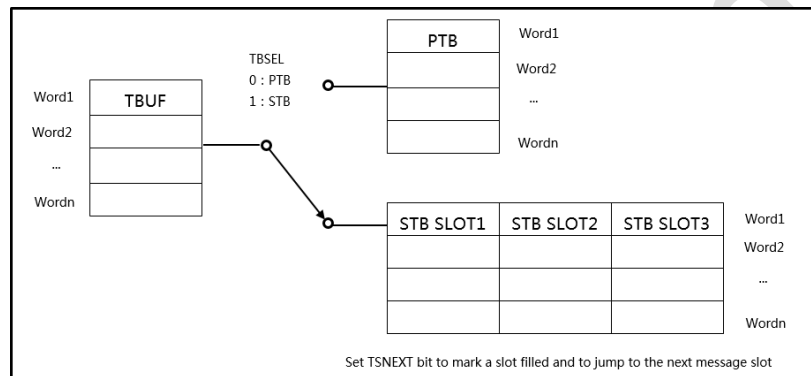 TBSEL
0 : PTB
1 : STB
Word1
Word2
...
Wordn
TBUF
PTB
Word1
Word2
...
Wordn
STB SLOT1 STB SLOT2 STB SLOT3
Word1
Word2
...
Wordn
Set TSNEXT bit to mark a slot filled and to jump to the next message slot